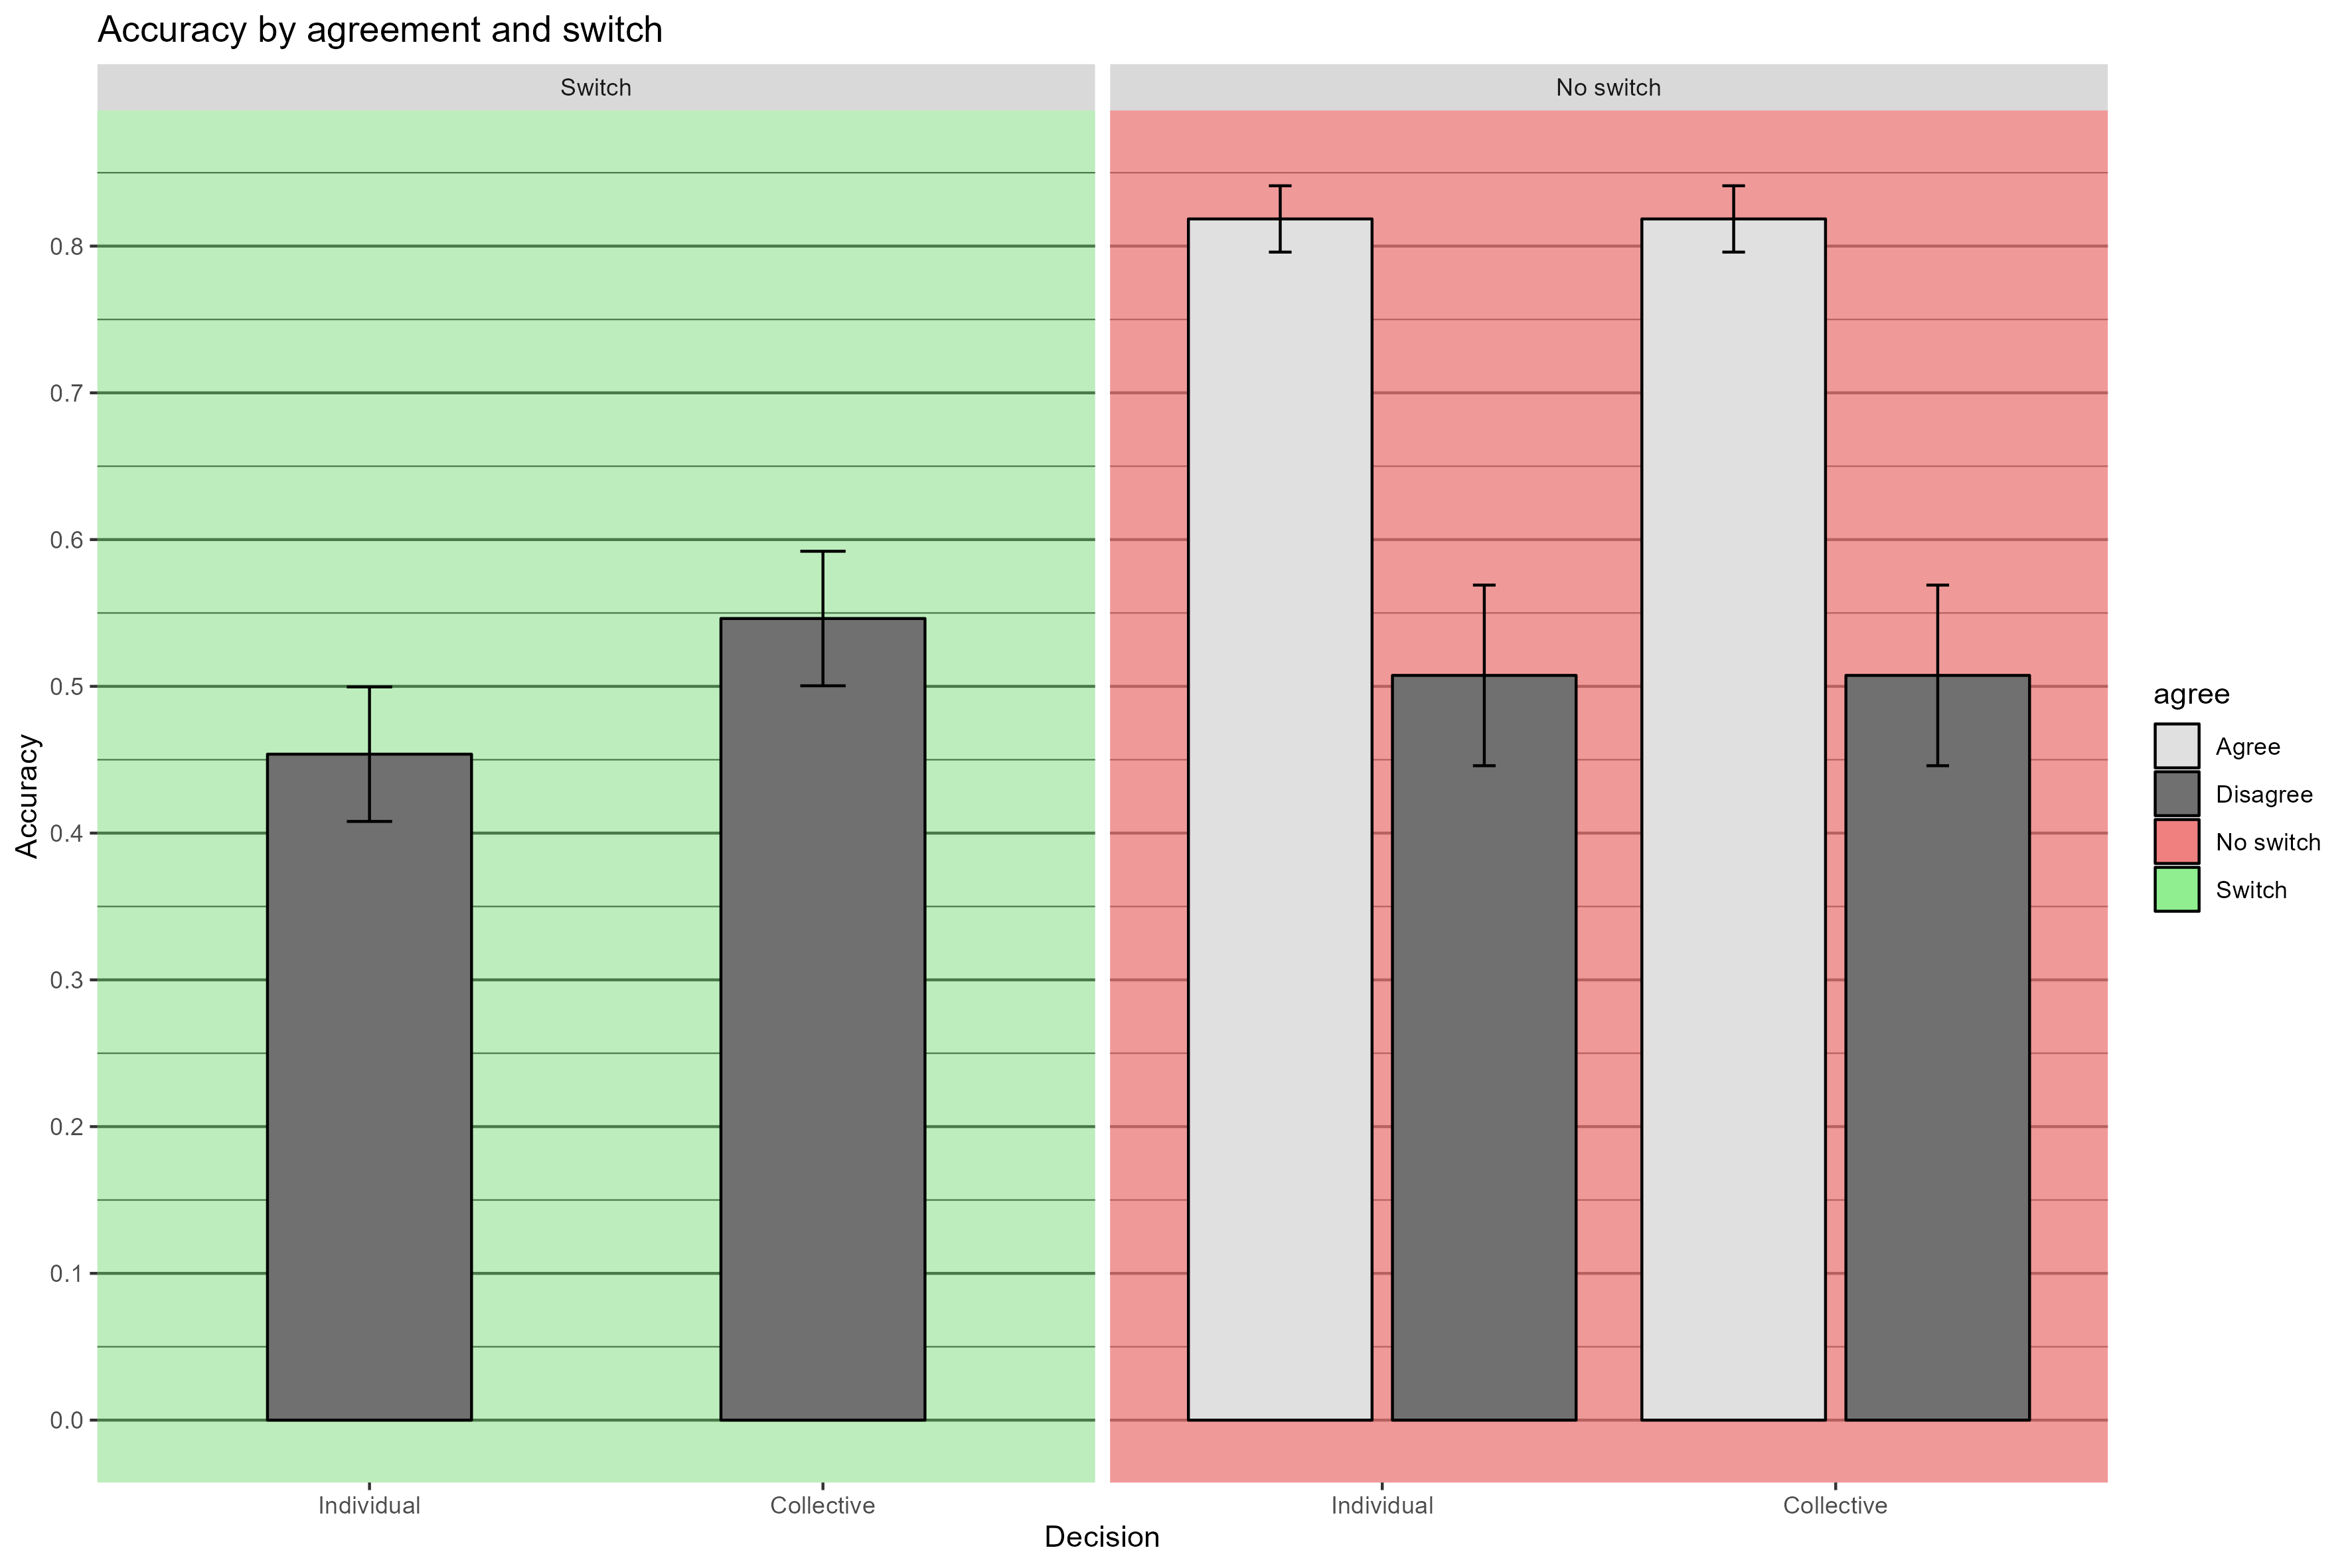 Accuracy by agreement and switch
Switch
No switch
0.8
0.7
0.6
0.5
0.4
0.3
0.2
0.1
0.0
Accuracy
Individual
Collective
Individual
Collective
Decision
agree
Agree
Disagree
No switch
Switch